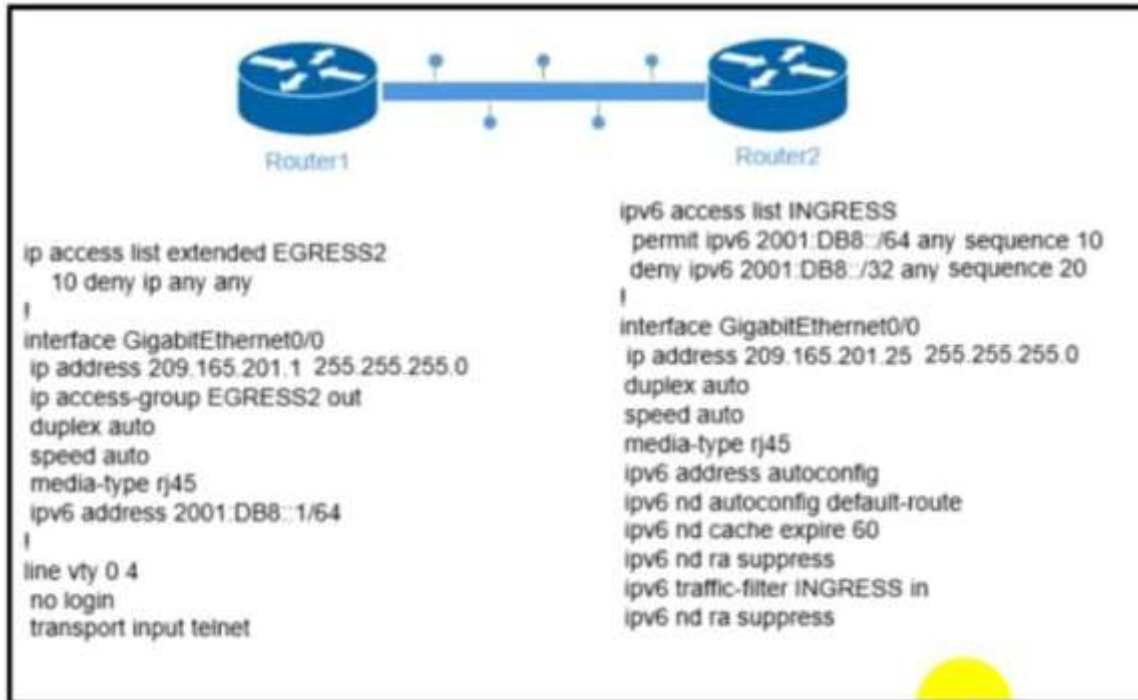 Router1
Router2
ip access list extended EGRESS2
10 deny ip any any
!
interface GigabitEthernet0/0
ip address 209.165.201.1 255.255.255.0
ip access-group EGRESS2 out
duplex auto
speed auto
media-type rj45
ipv6 address 2001:DB8::1/64
!
line vty 0 4
no login
transport input telnet
ipv6 access list INGRESS
permit ipv6 2001:DB8::/64 any sequence 10
deny ipv6 2001:DB8::/32 any sequence 20
!
interface GigabitEthernet0/0
ip address 209.165.201.25 255.255.255.0
duplex auto
speed auto
media-type rj45
ipv6 address autoconfig
ipv6 nd autoconfig default-route
ipv6 nd cache expire 60
ipv6 nd ra suppress
ipv6 traffic-filter INGRESS in
ipv6 nd ra suppress